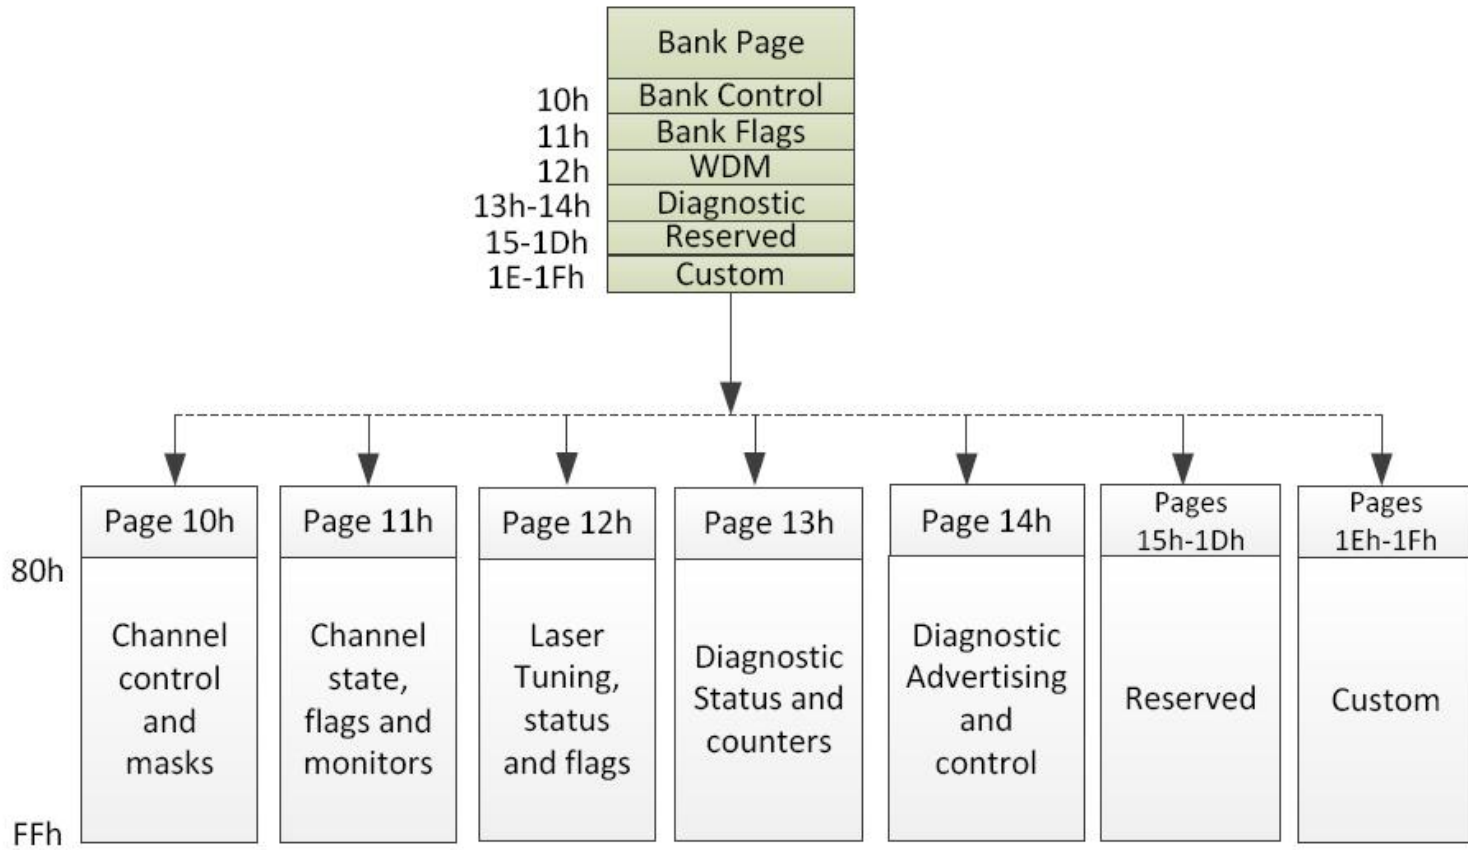 Bank Page
10h Bank Control
11h Bank Flags
12h WDM
13h-14h Diagnostic
15-1Dh Reserved
1E-1Fh Custom
Page 10h
Page 11h
Page 12h
Page 13h
Page 14h
Pages
15h-1Dh
Pages
1Eh-1Fh
80h
Channel
control
and
masks
Channel
state,
flags and
monitors
Laser
Tuning,
status
and flags
Diagnostic
Status and
counters
Diagnostic
Advertising
and
control
Reserved
Custom
FFh